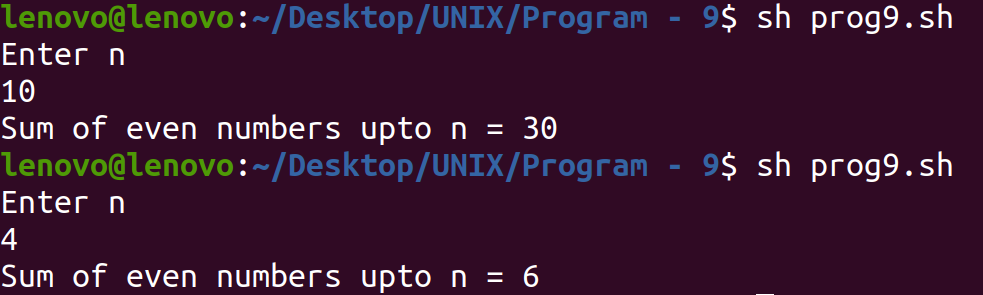 lenovo@lenovo:~/Desktop/UNIX/Program - 9$ sh prog9.sh
Enter n
10
Sum of even numbers upto n = 30
lenovo@lenovo:~/Desktop/UNIX/Program - 9$ sh prog9.sh
Enter n
4
Sum of even numbers upto n = 6